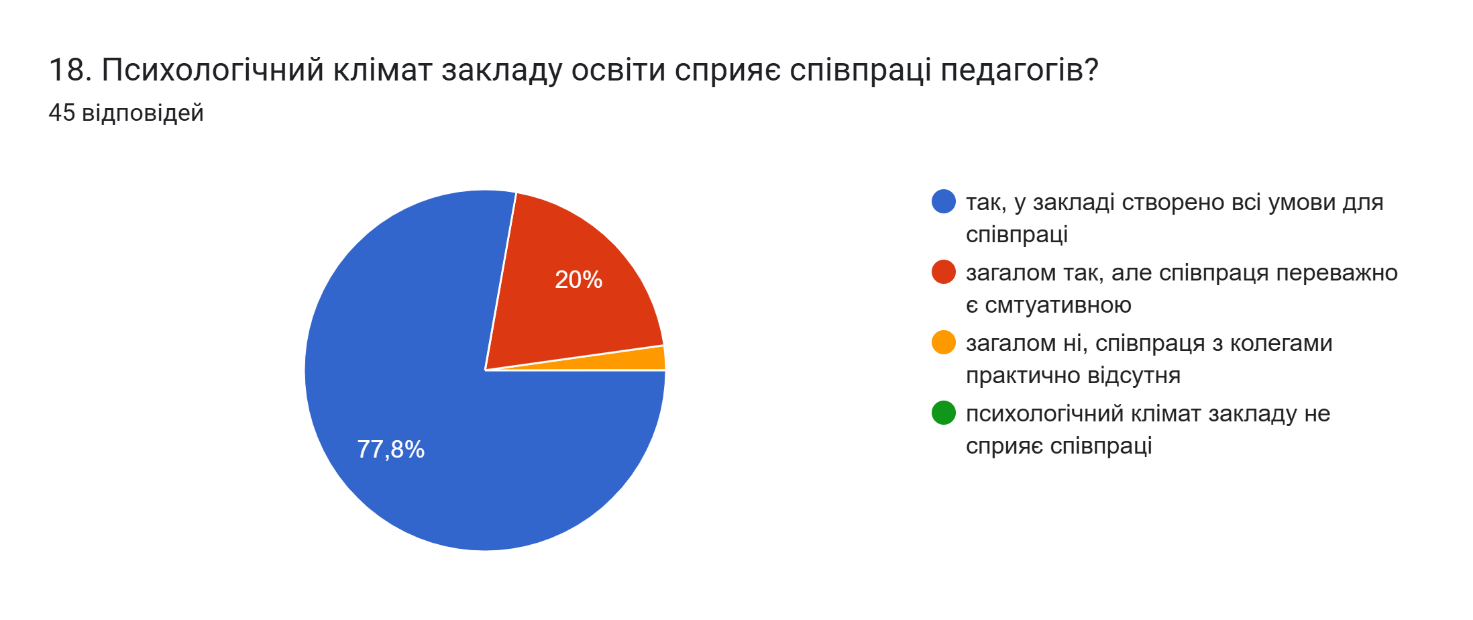 18. Психологічний клімат закладу освіти сприяє співпраці педагогів?
45 відповідей
20%
77,8%
так, у закладі створено всі умови для
співпраці
загалом так, але співпраця переважно
є смтуативною
загалом ні, співпраця з колегами
практично відсутня
психологічний клімат закладу не
сприяє співпраці